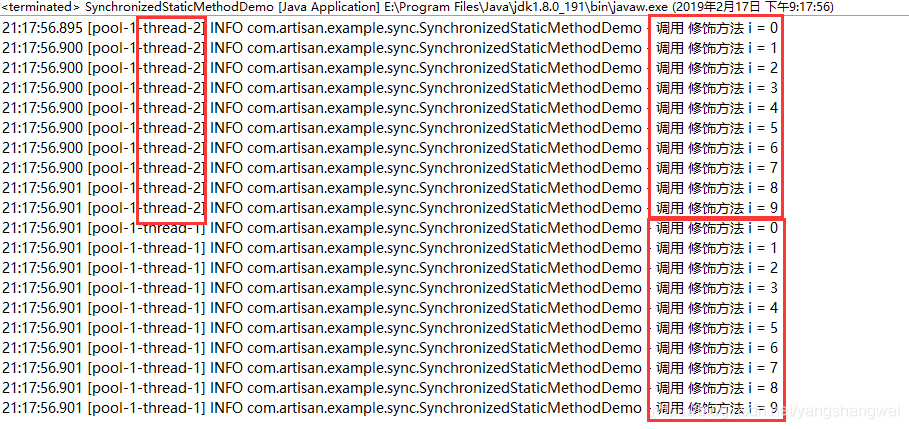 <terminated> SynchronizedStaticMethodDemo [Java Application] E:\Program Files\Java\jdk1.8.0_191\bin\javaw.exe (2019年2月17日 下午9:17:56)
21:17:56.895 [pool-1-thread-2] INFO com.artisan.example.sync.SynchronizedStaticMethodDemo - 调用 修饰方法 i = 0
21:17:56.900 [pool-1-thread-2] INFO com.artisan.example.sync.SynchronizedStaticMethodDemo - 调用 修饰方法 i = 1
21:17:56.900 [pool-1-thread-2] INFO com.artisan.example.sync.SynchronizedStaticMethodDemo - 调用 修饰方法 i = 2
21:17:56.900 [pool-1-thread-2] INFO com.artisan.example.sync.SynchronizedStaticMethodDemo - 调用 修饰方法 i = 3
21:17:56.900 [pool-1-thread-2] INFO com.artisan.example.sync.SynchronizedStaticMethodDemo - 调用 修饰方法 i = 4
21:17:56.900 [pool-1-thread-2] INFO com.artisan.example.sync.SynchronizedStaticMethodDemo - 调用 修饰方法 i = 5
21:17:56.900 [pool-1-thread-2] INFO com.artisan.example.sync.SynchronizedStaticMethodDemo - 调用 修饰方法 i = 6
21:17:56.900 [pool-1-thread-2] INFO com.artisan.example.sync.SynchronizedStaticMethodDemo - 调用 修饰方法 i = 7
21:17:56.901 [pool-1-thread-2] INFO com.artisan.example.sync.SynchronizedStaticMethodDemo - 调用 修饰方法 i = 8
21:17:56.901 [pool-1-thread-2] INFO com.artisan.example.sync.SynchronizedStaticMethodDemo - 调用 修饰方法 i = 9
21:17:56.901 [pool-1-thread-1] INFO com.artisan.example.sync.SynchronizedStaticMethodDemo - 调用 修饰方法 i = 0
21:17:56.901 [pool-1-thread-1] INFO com.artisan.example.sync.SynchronizedStaticMethodDemo - 调用 修饰方法 i = 1
21:17:56.901 [pool-1-thread-1] INFO com.artisan.example.sync.SynchronizedStaticMethodDemo - 调用 修饰方法 i = 2
21:17:56.901 [pool-1-thread-1] INFO com.artisan.example.sync.SynchronizedStaticMethodDemo - 调用 修饰方法 i = 3
21:17:56.901 [pool-1-thread-1] INFO com.artisan.example.sync.SynchronizedStaticMethodDemo - 调用 修饰方法 i = 4
21:17:56.901 [pool-1-thread-1] INFO com.artisan.example.sync.SynchronizedStaticMethodDemo - 调用 修饰方法 i = 5
21:17:56.901 [pool-1-thread-1] INFO com.artisan.example.sync.SynchronizedStaticMethodDemo - 调用 修饰方法 i = 6
21:17:56.901 [pool-1-thread-1] INFO com.artisan.example.sync.SynchronizedStaticMethodDemo - 调用 修饰方法 i = 7
21:17:56.901 [pool-1-thread-1] INFO com.artisan.example.sync.SynchronizedStaticMethodDemo - 调用 修饰方法 i = 8
21:17:56.901 [pool-1-thread-1] INFO com.artisan.example.sync.SynchronizedStaticMethodDemo - 调用 修饰方法 i = 9
/yangshangwei